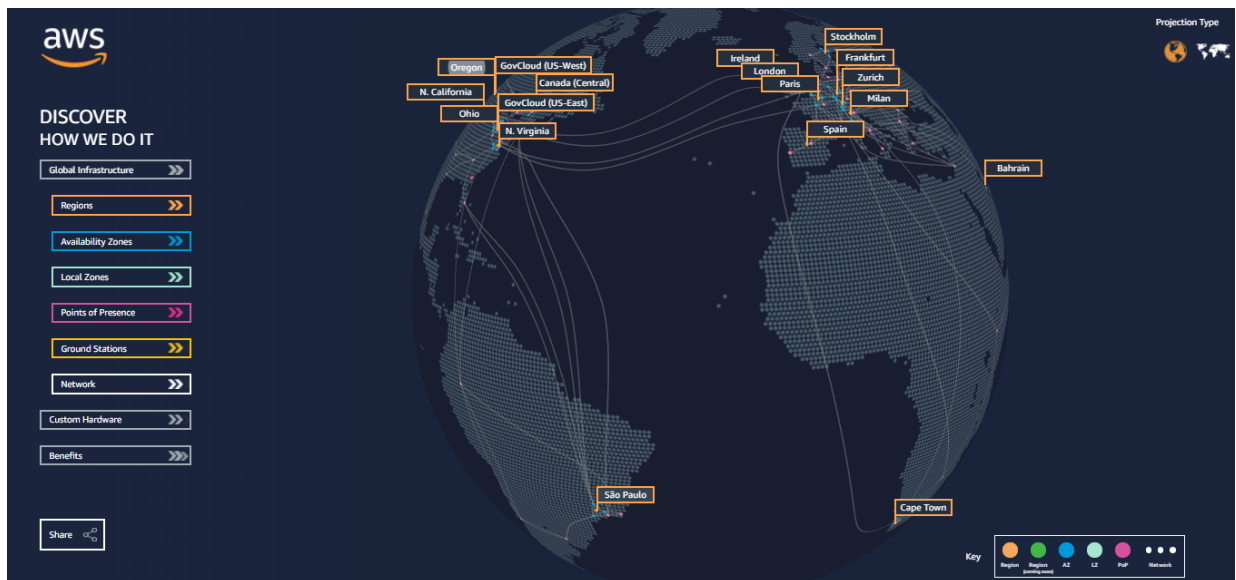 aws
DISCOVER
HOW WE DO IT
Global Infrastructure
Regions
Availability Zones
Local Zones
Points of Presence
Ground Stations
Network
Custom Hardware
Benefits
Share
Projection Type
Oregon
GovCloud (US-West)
Canada (Central)
N. California
GovCloud (US-East)
Ohio
N. Virginia
Stockholm
Ireland
Frankfurt
London
Zurich
Paris
Milan
Spain
Bahrain
São Paulo
Cape Town
Key
Region
Region
(coming soon)
AZ
LZ
PoP
Network